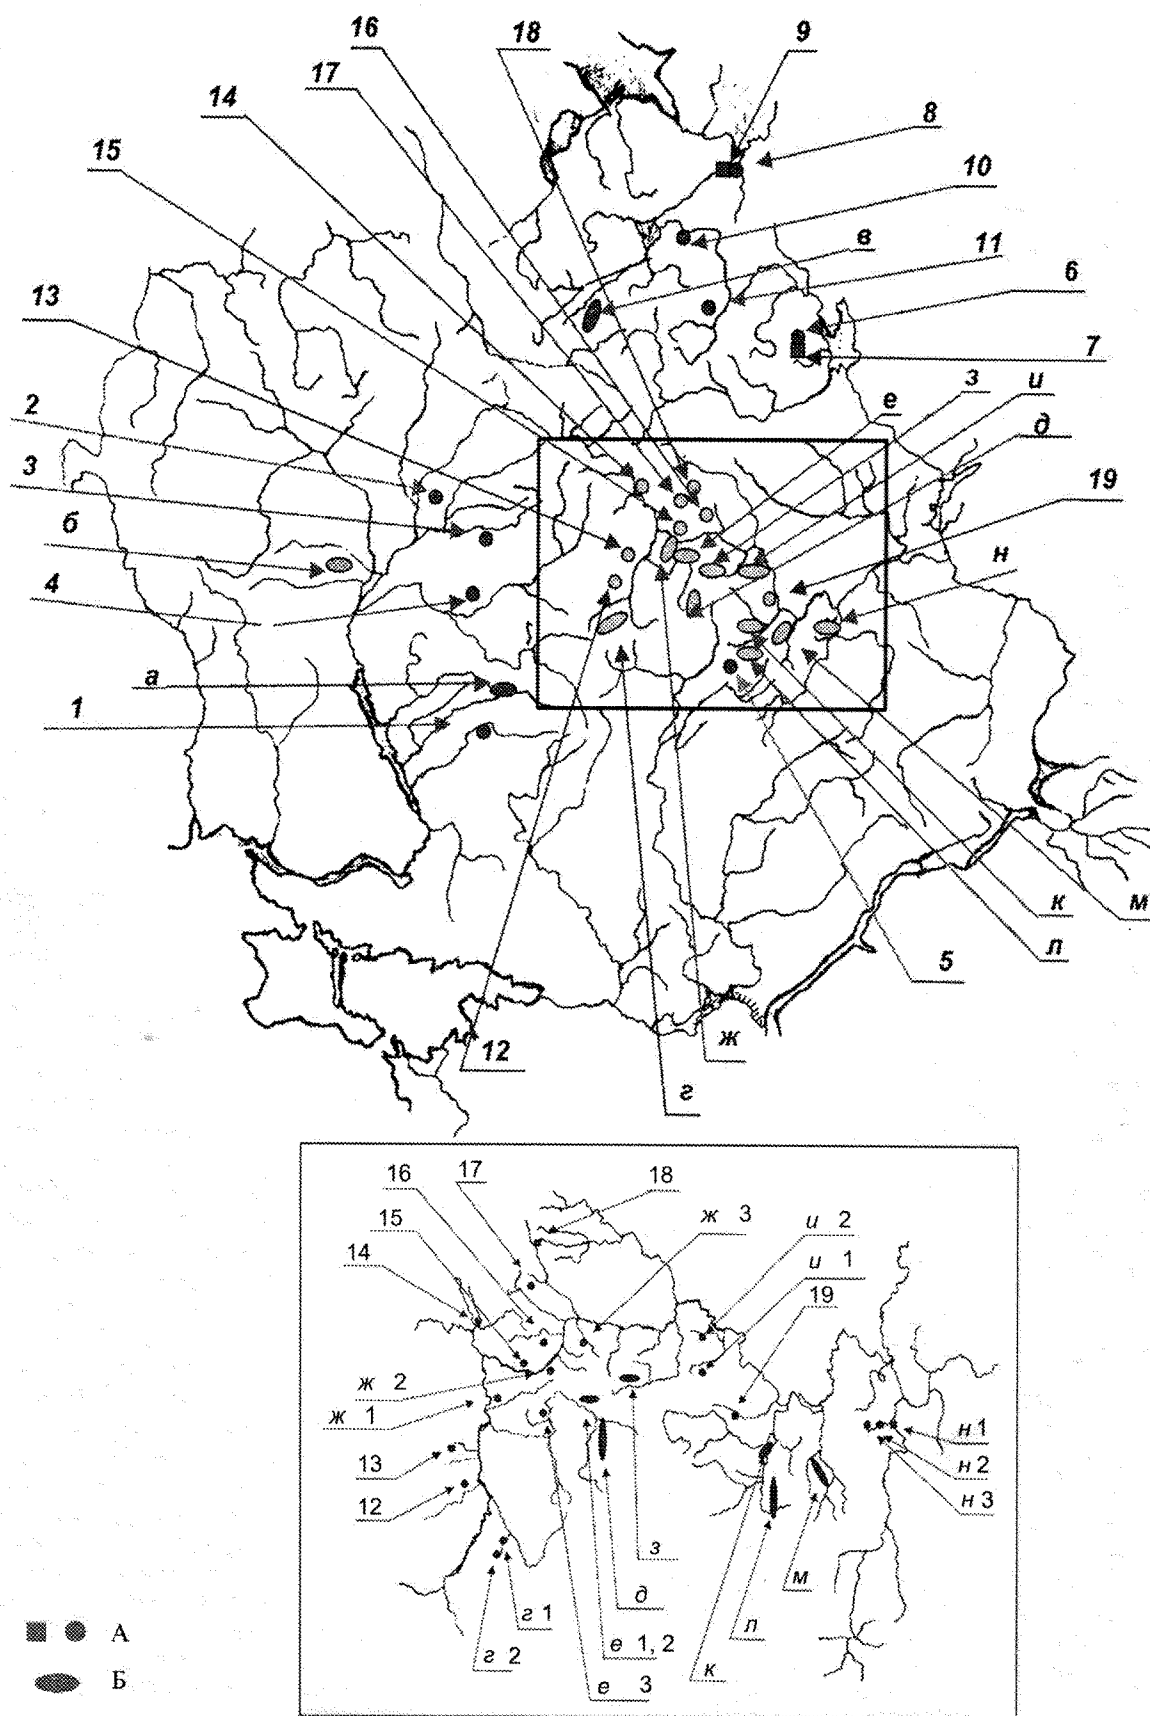 16
18
9
17
14
8
15
10
в
11
13
6
7
з
и
е
д
2
19
3
б
н
4
а
1
к
м
л
5
12
ж
г
17
16
18
ж 3
и 2
15
14
и 1
19
ж 2
ж 1
13
н 1
н 2
12
н 3
з
м
д
г 1
л
е 1, 2
г 2
к
е 3
А
Б